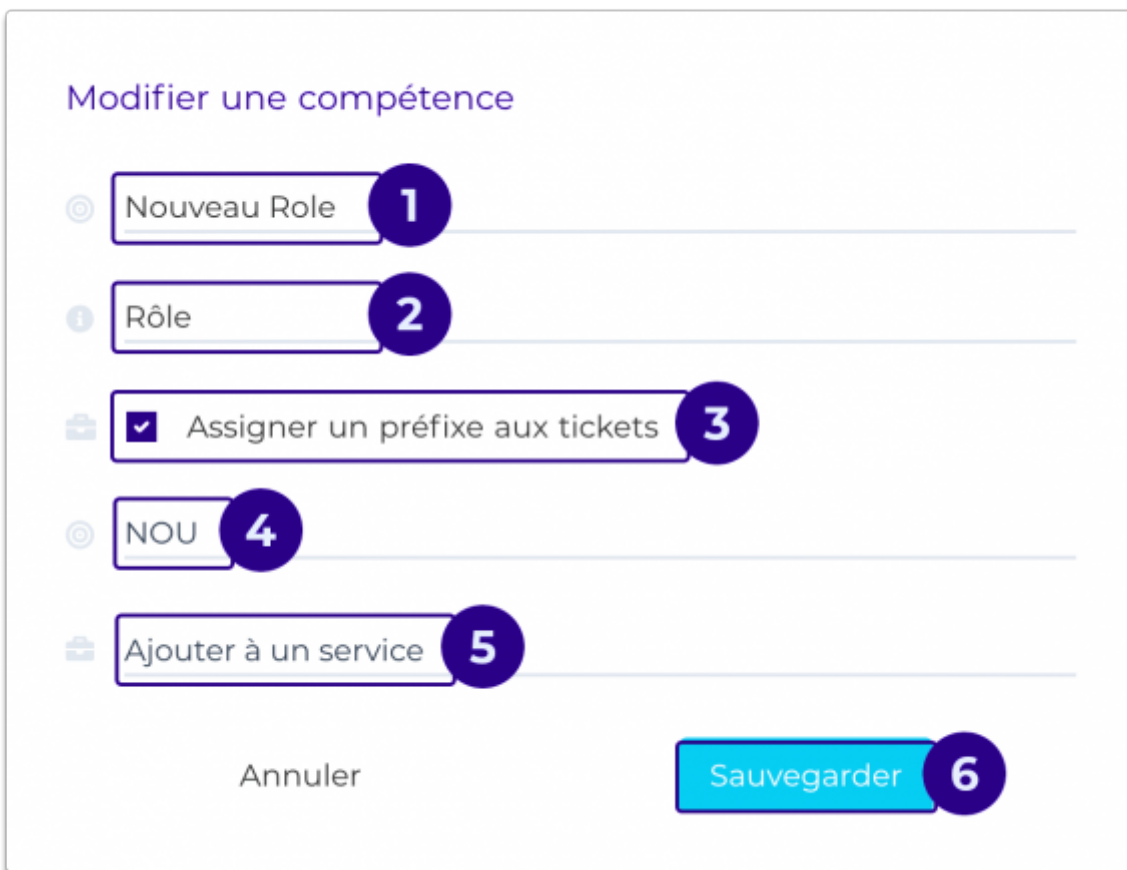 Modifier une compétence
Nouveau Role 1
Rôle 2
Assigner un préfixe aux tickets 3
NOU 4
Ajouter à un service 5
Annuler Sauvegarder 6